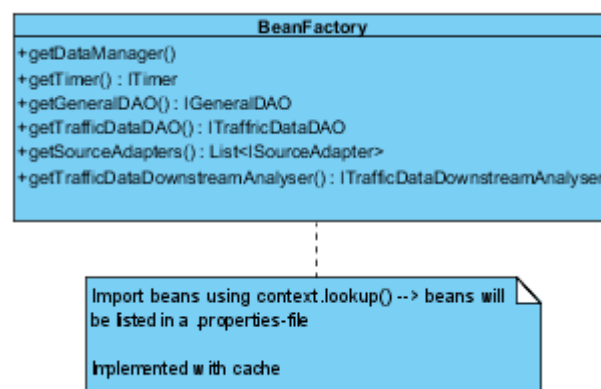 BeanFactory
+getDataManager()
+getTimer() : ITimer
+getGeneralDAO() : IGeneralDAO
+getTrafficDataDAO() : ITraffricDataDAO
+getSourceAdapters() : List<ISourceAdapter>
+getTrafficDataDownstreamAnalyser() : ITrafficDataDownstreamAnalyser
Import beans using context.lookup() --> beans will
be listed in a .properties-file
Implemented with cache